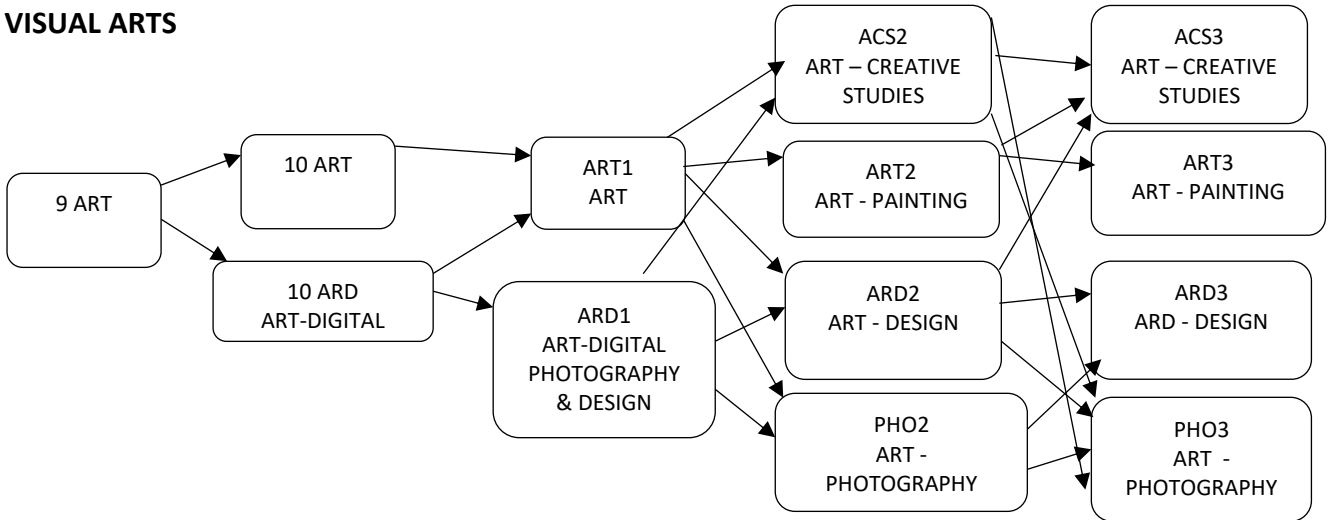 VISUAL ARTS
9 ART
10 ART
10 ARD
ART-DIGITAL
ART1
ART
ARD1
ART-DIGITAL
PHOTOGRAPHY
& DESIGN
ACS2
ART – CREATIVE
STUDIES
ART2
ART - PAINTING
ARD2
ART - DESIGN
PHO2
ART -
PHOTOGRAPHY
ACS3
ART – CREATIVE
STUDIES
ART3
ART - PAINTING
ARD3
ARD - DESIGN
PHO3
ART -
PHOTOGRAPHY